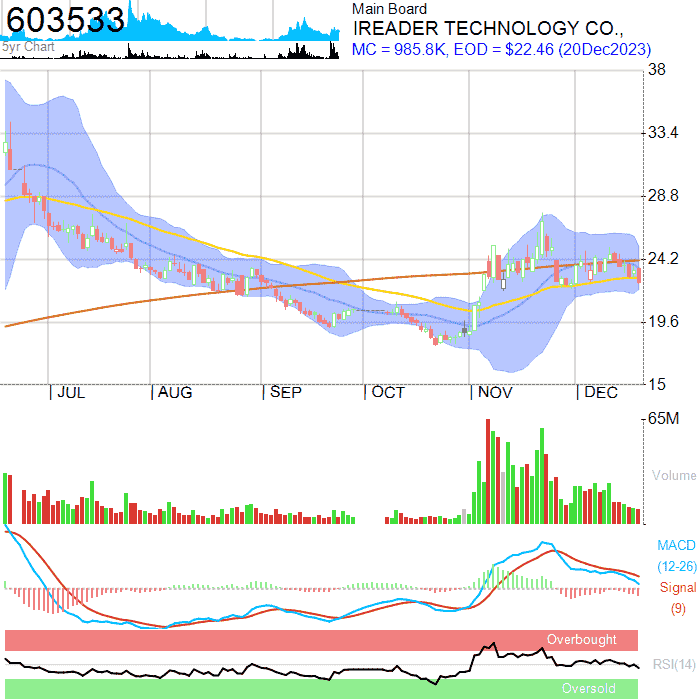 603533
5yr Chart
Main Board
IREADER TECHNOLOGY CO.,
MC = 985.8K, EOD = $22.46 (20Dec2023)
38
33.4
28.8
24.2
19.6
15
JUL
AUG
SEP
OCT
NOV
DEC
65M
Volume
MACD
(12-26)
Signal
(9)
Overbought
RSI(14)
Oversold